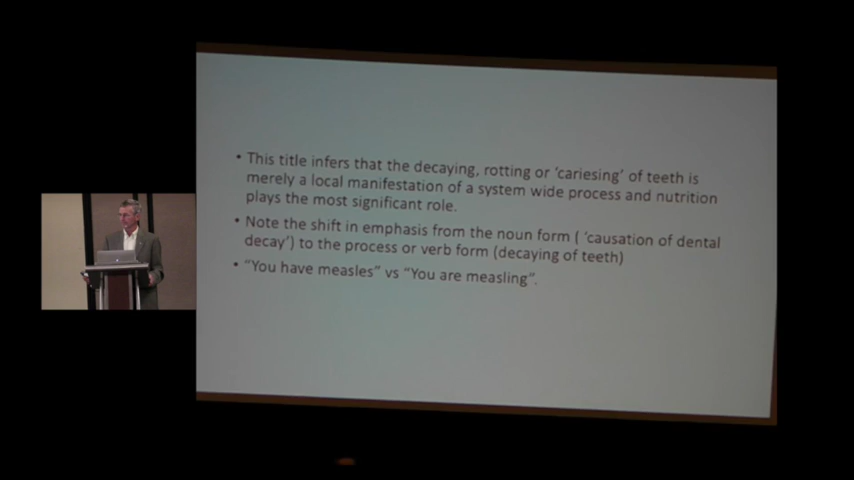 • This title infers that the decaying, rotting or 'cariesing' of teeth is
merely a local manifestation of a system wide process and nutrition
plays the most significant role.
• Note the shift in emphasis from the noun form ( 'causation of dental
decay') to the process or verb form (decaying of teeth)
• "You have measles" vs "You are measling".